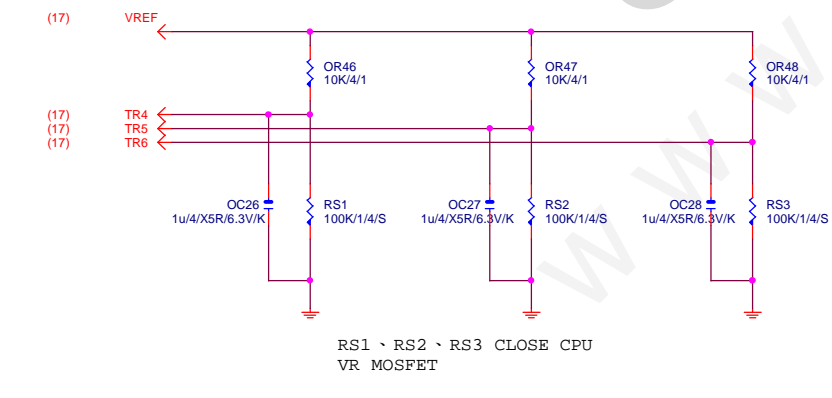 (17) VREF
OR46
10K/4/1
OR47
10K/4/1
OR48
10K/4/1
(17) TR4
(17) TR5
(17) TR6
OC26
1u/4/X5R/6.3V/K
RS1
100K/1/4/S
OC27
1u/4/X5R/6.3V/K
RS2
100K/1/4/S
OC28
1u/4/X5R/6.3V/K
RS3
100K/1/4/S
RS1、RS2、RS3 CLOSE CPU
VR MOSFET
w w w